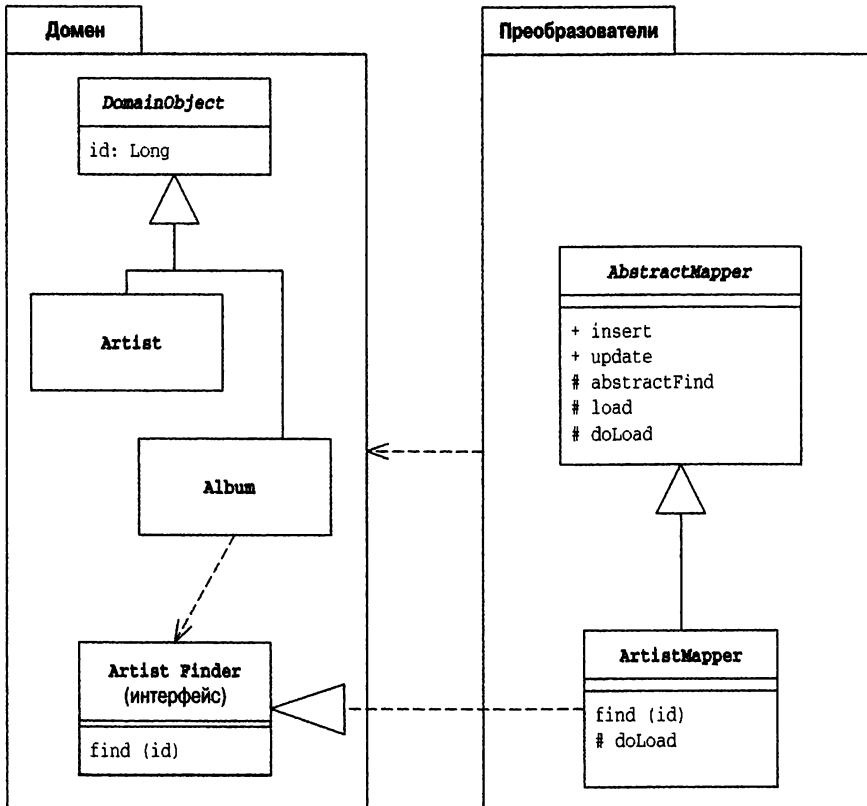 Домен
DomainObject
id: Long
Artist
Album
Artist Finder
(интерфейс)
find (id)
Преобразователи
AbstractMapper
+ insert
+ update
# abstractFind
# load
# doLoad
ArtistMapper
find (id)
# doLoad